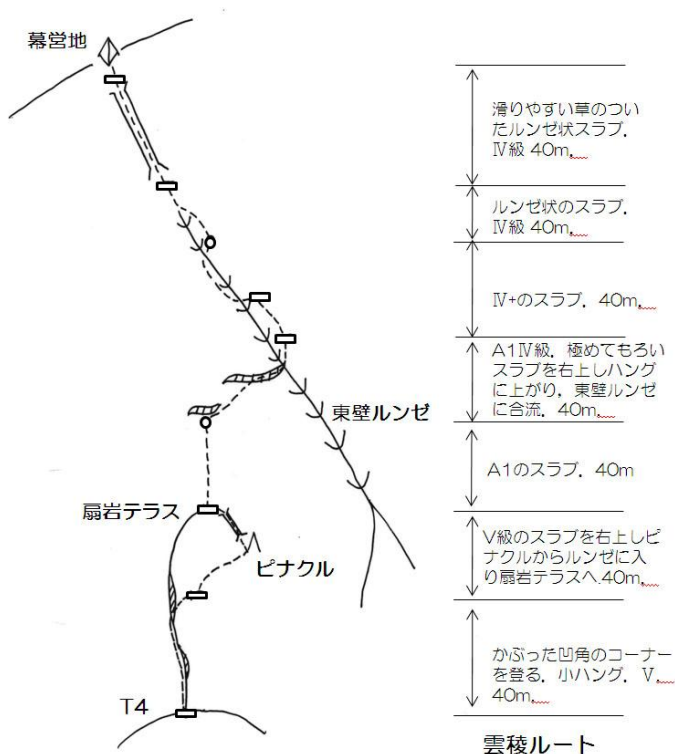 幕営地
滑りやすい草のつい
たルンゼ状スラブ.
Ⅳ級 40m.
ルンゼ状のスラブ.
Ⅳ級 40m.
Ⅳ+のスラブ, 40m.
A1Ⅳ級, 極めてもろい
スラブを右上しハング
に上がり, 東壁ルンゼ
に合流, 40m.
東壁ルンゼ
A1のスラブ. 40m
扇岩テラス
Ⅴ級のスラブを右上しピ
ナクルからルンゼに入
り扇岩テラスへ.40m.
ピナクル
かぶった凹角のコーナー
を登る, 小ハング, Ⅴ.
40m.
T4
雲稜ルート